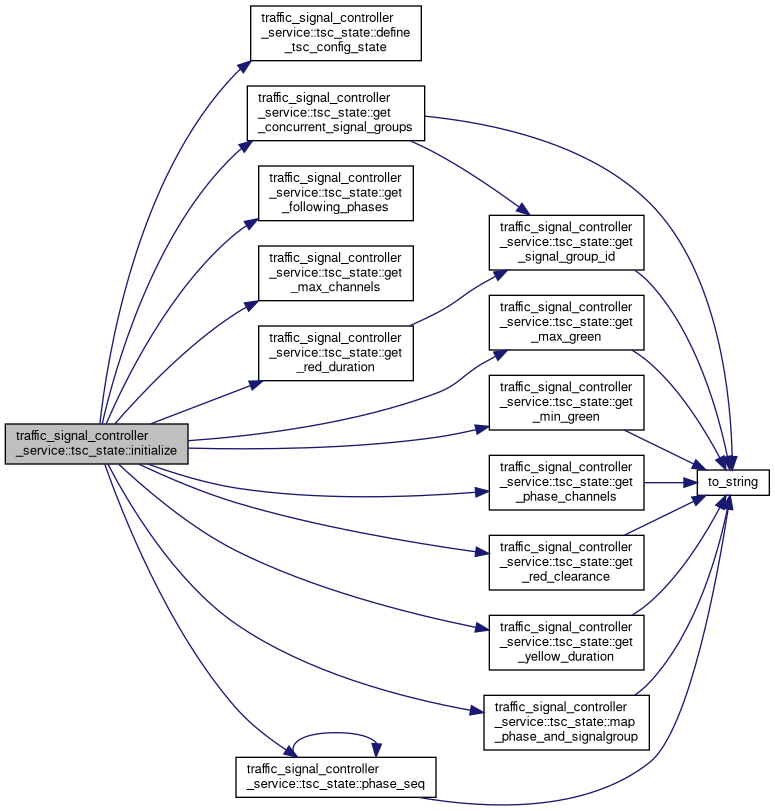 traffic_signal_controller
_service::tsc_state::define
_tsc_config_state
traffic_signal_controller
_service::tsc_state::get
_concurrent_signal_groups
traffic_signal_controller
_service::tsc_state::get
_following_phases
traffic_signal_controller
_service::tsc_state::get
_signal_group_id
traffic_signal_controller
_service::tsc_state::get
_max_channels
traffic_signal_controller
_service::tsc_state::get
_max_green
traffic_signal_controller
_service::tsc_state::get
_red_duration
traffic_signal_controller
_service::tsc_state::get
_min_green
traffic_signal_controller
_service::tsc_state::initialize
traffic_signal_controller
_service::tsc_state::get
_phase_channels
to_string
traffic_signal_controller
_service::tsc_state::get
_red_clearance
traffic_signal_controller
_service::tsc_state::get
_yellow_duration
traffic_signal_controller
_service::tsc_state::map
_phase_and_signalgroup
traffic_signal_controller
_service::tsc_state::phase_seq